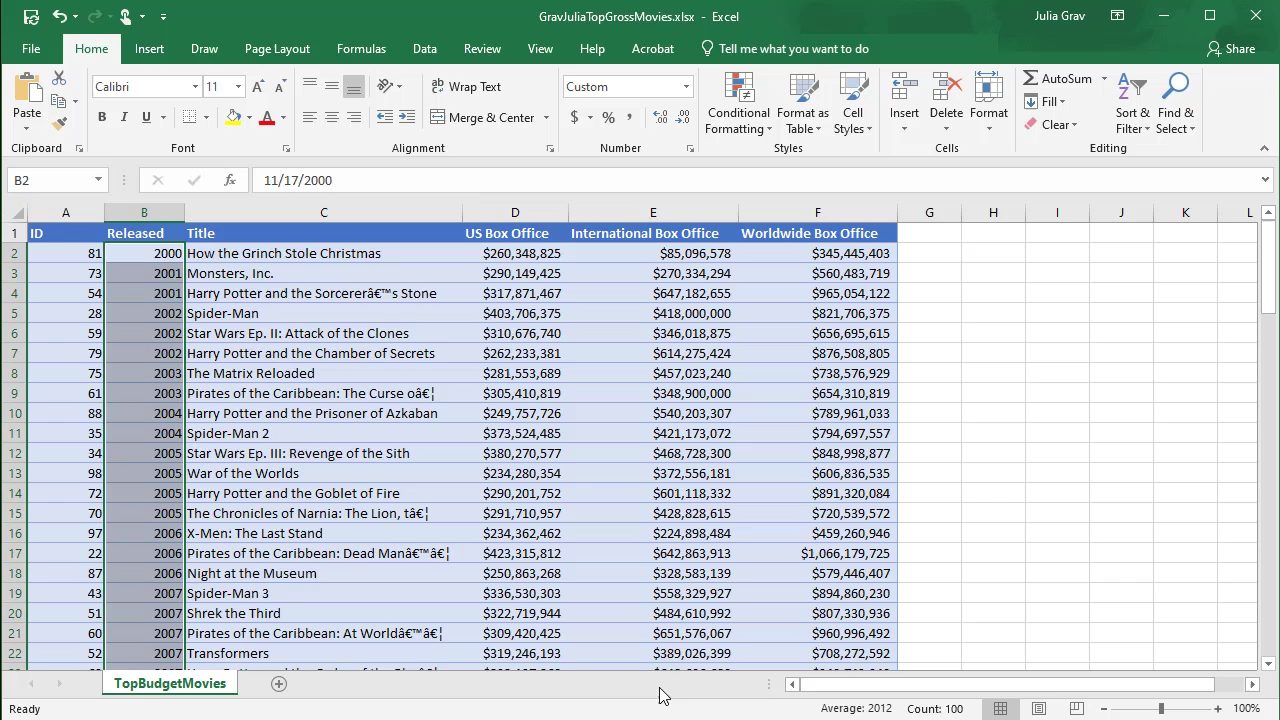 GravJuliaTopGrossMovies.xlsx - Excel
Julia Grav
File Home Insert Draw Page Layout Formulas Data Review View Help Acrobat Tell me what you want to do Share
Paste
Calibri 11
B I U A
Wrap Text
Merge & Center
Custom
$ % ,
Conditional Formatting
Format as Table
Cell Styles
Insert Delete Format
AutoSum
Fill
Clear
Sort & Filter
Find & Select
Clipboard Font Alignment Number Styles Cells Editing
B2 fx 11/17/2000
A B C D E F G H I J K L
1 ID Released Title US Box Office International Box Office Worldwide Box Office
2 81 2000 How the Grinch Stole Christmas $260,348,825 $85,096,578 $345,445,403
3 73 2001 Monsters, Inc. $290,149,425 $270,334,294 $560,483,719
4 54 2001 Harry Potter and the Sorcererâ€™s Stone $317,871,467 $647,182,655 $965,054,122
5 28 2002 Spider-Man $403,706,375 $418,000,000 $821,706,375
6 59 2002 Star Wars Ep. II: Attack of the Clones $310,676,740 $346,018,875 $656,695,615
7 79 2002 Harry Potter and the Chamber of Secrets $262,233,381 $614,275,424 $876,508,805
8 75 2003 The Matrix Reloaded $281,553,689 $457,023,240 $738,576,929
9 61 2003 Pirates of the Caribbean: The Curse oâ€¦ $305,410,819 $348,900,000 $654,310,819
10 88 2004 Harry Potter and the Prisoner of Azkaban $249,757,726 $540,203,307 $789,961,033
11 35 2004 Spider-Man 2 $373,524,485 $421,173,072 $794,697,557
12 34 2005 Star Wars Ep. III: Revenge of the Sith $380,270,577 $468,728,300 $848,998,877
13 98 2005 War of the Worlds $234,280,354 $372,556,181 $606,836,535
14 72 2005 Harry Potter and the Goblet of Fire $290,201,752 $601,118,332 $891,320,084
15 70 2005 The Chronicles of Narnia: The Lion, tâ€¦ $291,710,957 $428,828,615 $720,539,572
16 97 2006 X-Men: The Last Stand $234,362,462 $224,898,484 $459,260,946
17 22 2006 Pirates of the Caribbean: Dead Manâ€™â€¦ $423,315,812 $642,863,913 $1,066,179,725
18 87 2006 Night at the Museum $250,863,268 $328,583,139 $579,446,407
19 43 2007 Spider-Man 3 $336,530,303 $558,329,927 $894,860,230
20 51 2007 Shrek the Third $322,719,944 $484,610,992 $807,330,936
21 60 2007 Pirates of the Caribbean: At Worldâ€™â€¦ $309,420,425 $651,576,067 $960,996,492
22 52 2007 Transformers $319,246,193 $389,026,399 $708,272,592
TopBudgetMovies
Ready Average: 2012 Count: 100 100%